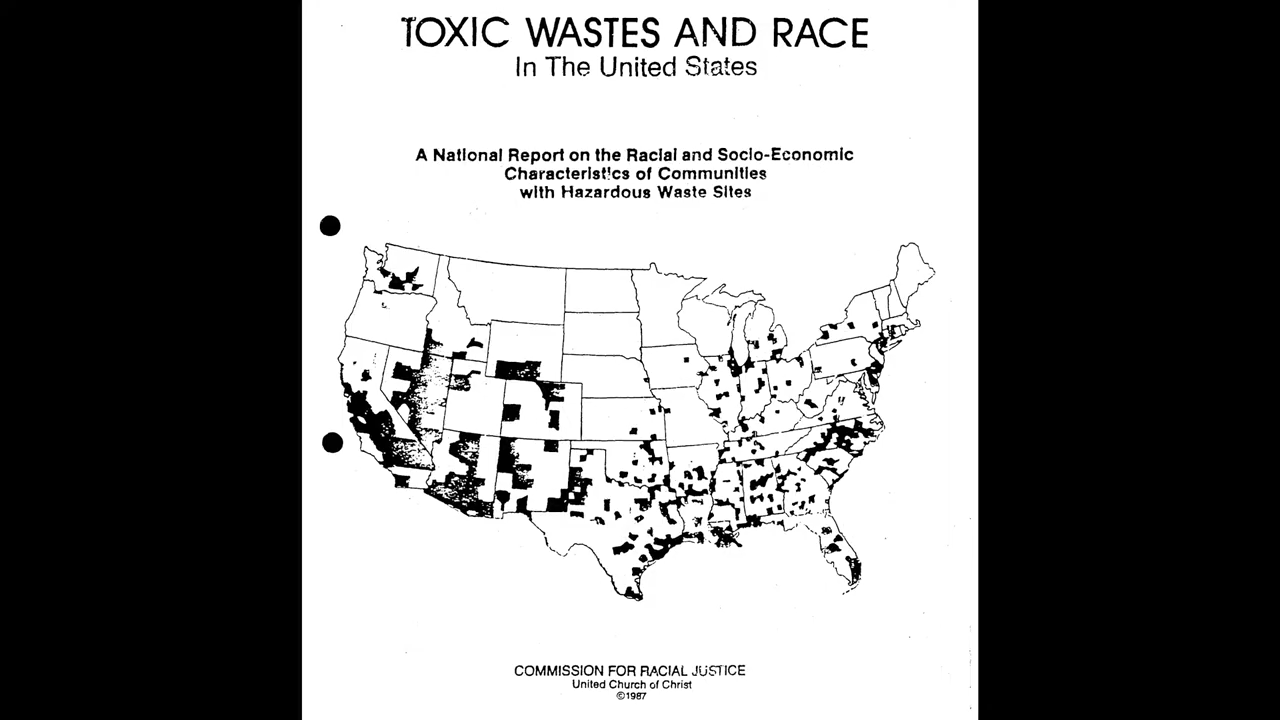 TOXIC WASTES AND RACE
In The United States
A National Report on the Racial and Socio-Economic
Characteristics of Communities
with Hazardous Waste Sites
COMMISSION FOR RACIAL JUSTICE
United Church of Christ
©1987